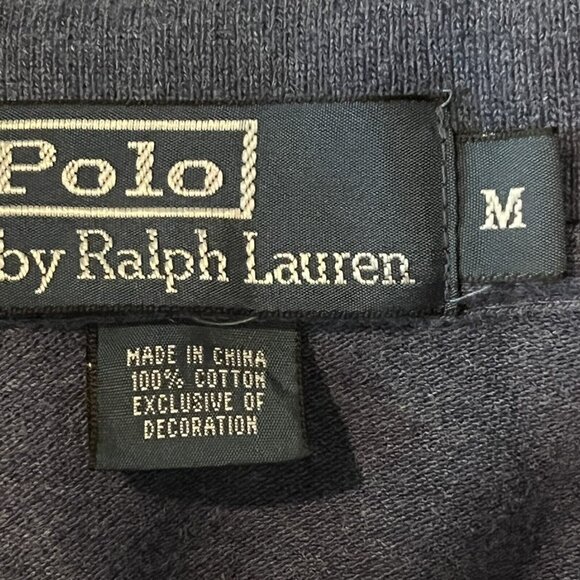 Polo
by Ralph Lauren
M
MADE IN CHINA
100% COTTON
EXCLUSIVE OF
DECORATION